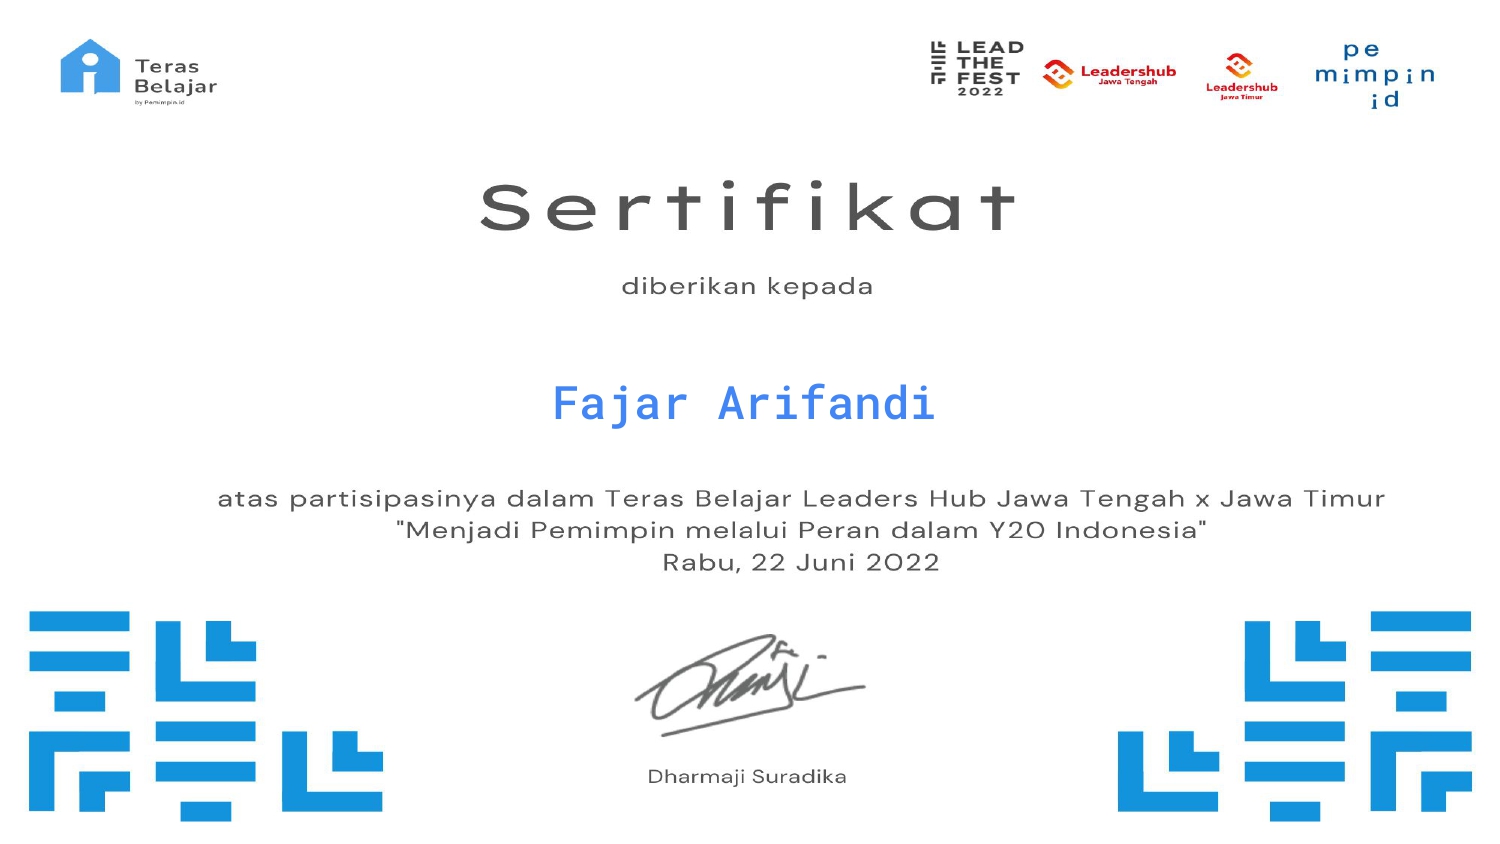 Teras
Belajar
by Pemimpin.id
LEAD
THE
FEST
2022
Leadershub
Jawa Tengah
Leadershub
Jawa Timur
pe
mimpin
id
Sertifikat
diberikan kepada
Fajar Arifandi
atas partisipasinya dalam Teras Belajar Leaders Hub Jawa Tengah x Jawa Timur
"Menjadi Pemimpin melalui Peran dalam Y20 Indonesia"
Rabu, 22 Juni 2022
Dharmaji Suradika